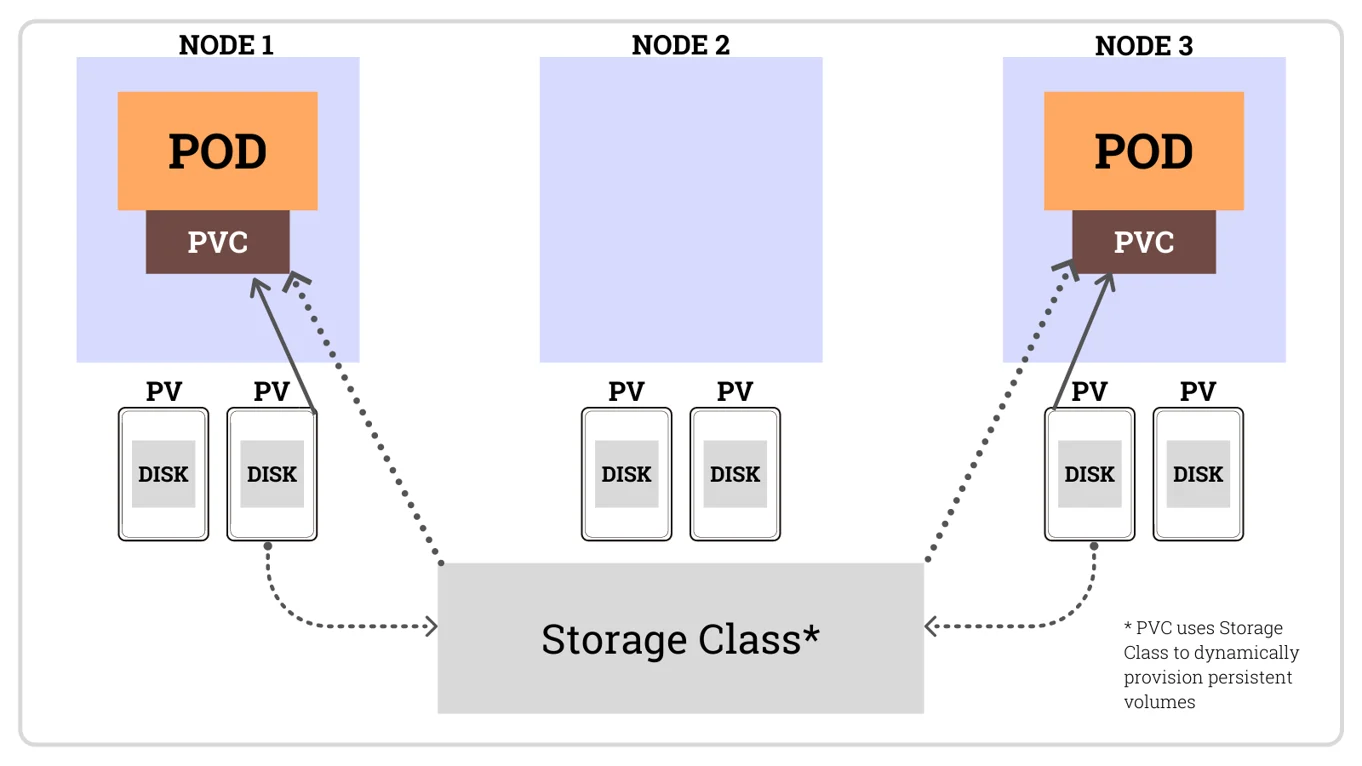 NODE 1
NODE 2
NODE 3
POD
POD
PVC
PVC
PV
PV
PV
PV
PV
PV
DISK
DISK
DISK
DISK
DISK
DISK
Storage Class*
* PVC uses Storage
Class to dynamically
provision persistent
volumes